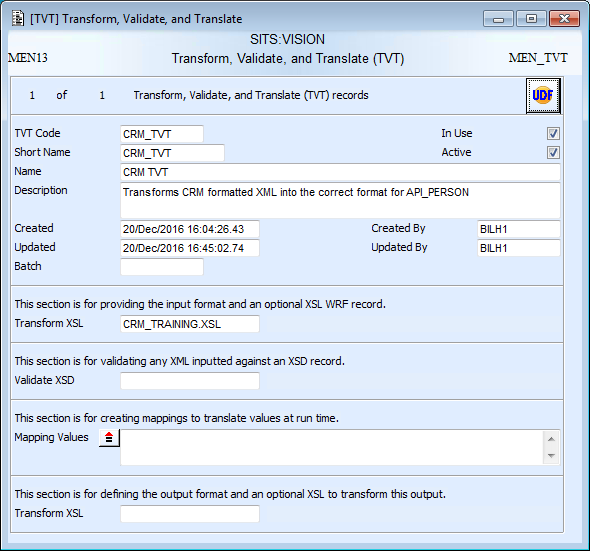 [TVT] Transform, Validate, and Translate
SITS:VISION
MEN13 Transform, Validate, and Translate (TVT) MEN_TVT
1 of 1 Transform, Validate, and Translate (TVT) records UDF
TVT Code CRM_TVT In Use
Short Name CRM_TVT Active
Name CRM TVT
Description Transforms CRM formatted XML into the correct format for API_PERSON
Created 20/Dec/2016 16:04:26.43 Created By BILH1
Updated 20/Dec/2016 16:45:02.74 Updated By BILH1
Batch
This section is for providing the input format and an optional XSL WRF record.
Transform XSL CRM_TRAINING.XSL
This section is for validating any XML inputted against an XSD record.
Validate XSD
This section is for creating mappings to translate values at run time.
Mapping Values
This section is for defining the output format and an optional XSL to transform this output.
Transform XSL